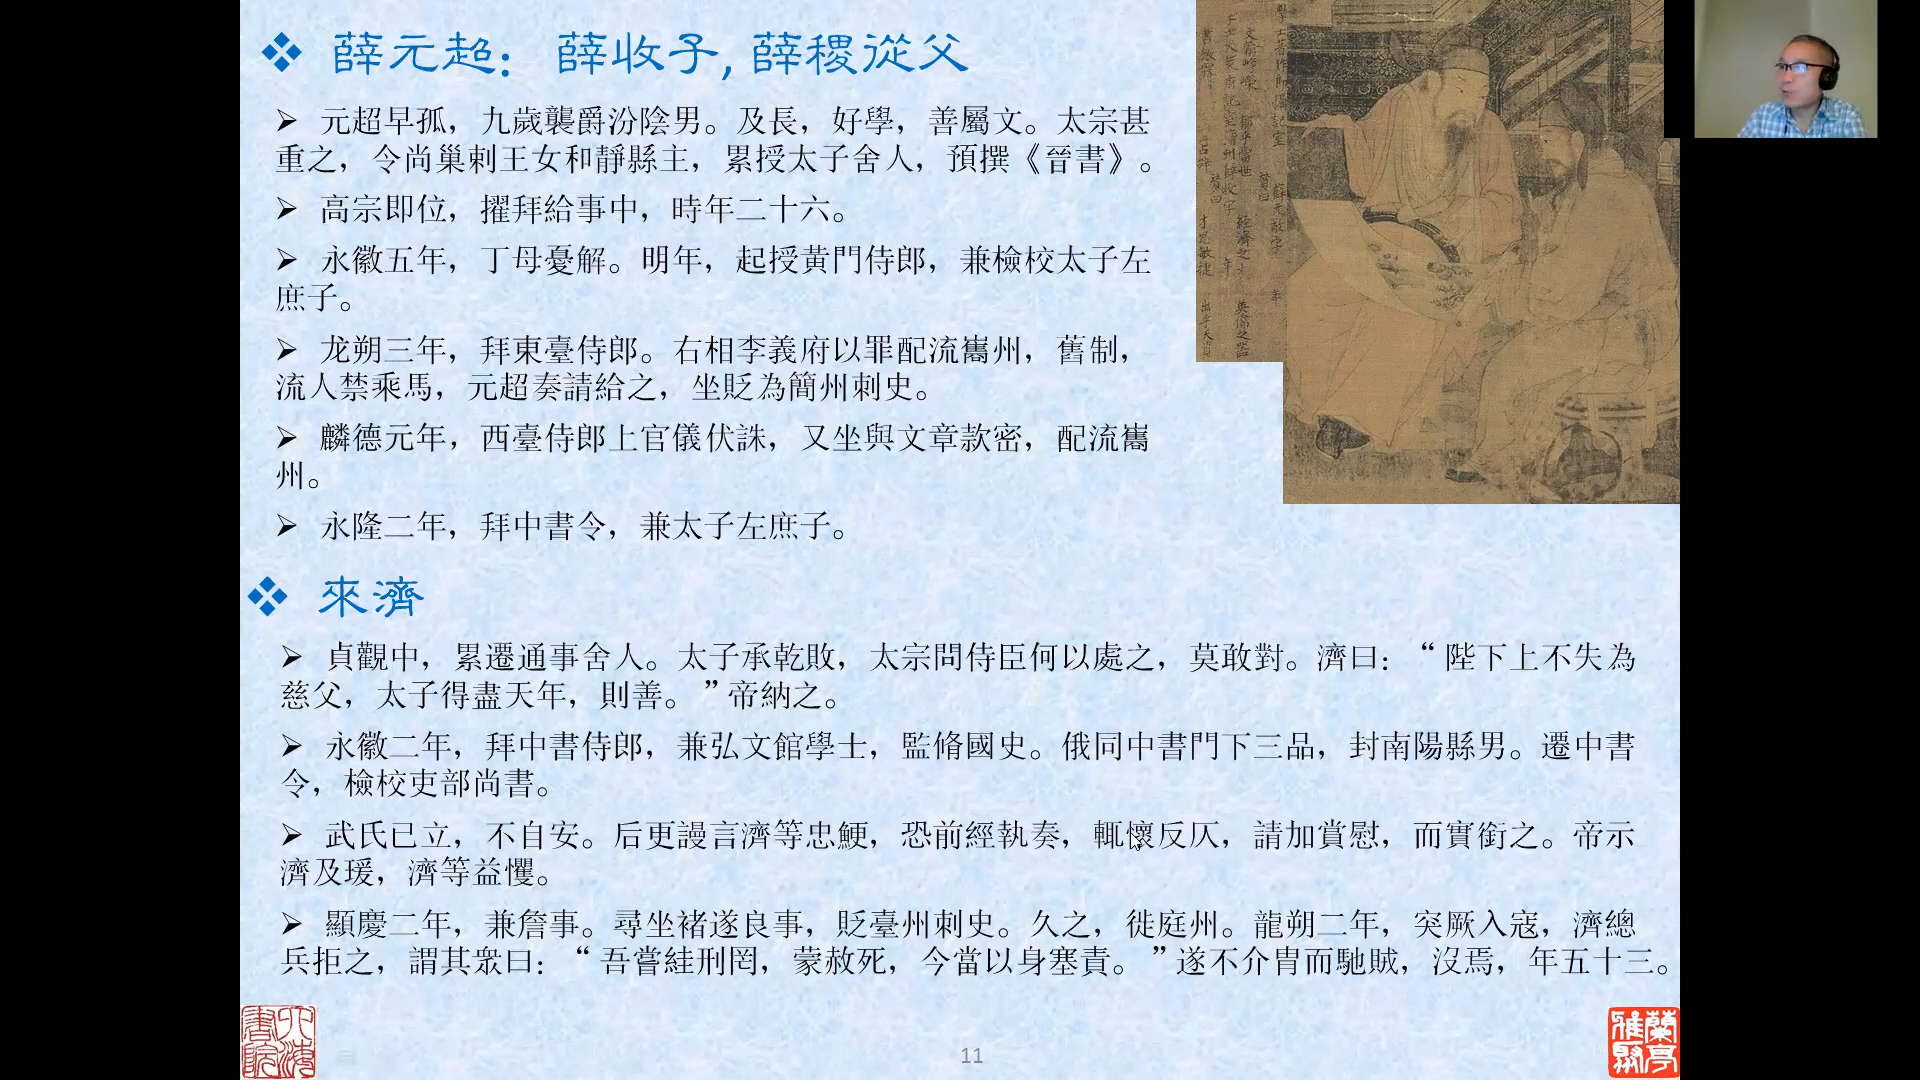 薛元超：薛收子, 薛稷從父
元超早孤，九歲襲爵汾陰男。及長，好學，善屬文。太宗甚
重之，令尚巢刺王女和靜縣主，累授太子舍人，預撰《晉書》。
高宗即位，擢拜給事中，時年二十六。
永徽五年，丁母憂解。明年，起授黃門侍郎，兼檢校太子左
庶子。
龙朔三年，拜東臺侍郎。右相李義府以罪配流巂州，舊制，
流人禁乘馬，元超奏請給之，坐貶為簡州刺史。
麟德元年，西臺侍郎上官儀伏誅，又坐與文章款密，配流巂
州。
永隆二年，拜中書令，兼太子左庶子。
來濟
貞觀中，累遷通事舍人。太子承乾敗，太宗問侍臣何以處之，莫敢對。濟曰：“陛下上不失為
慈父，太子得盡天年，則善。”帝納之。
永徽二年，拜中書侍郎，兼弘文館學士，監脩國史。俄同中書門下三品，封南陽縣男。遷中書
令，檢校吏部尚書。
武氏已立，不自安。后更謾言濟等忠鯁，恐前經執奏，輒懷反仄，請加賞慰，而實銜之。帝示
濟及瑗，濟等益懼。
顯慶二年，兼詹事。尋坐褚遂良事，貶臺州刺史。久之，徙庭州。龍朔二年，突厥入寇，濟總
兵拒之，謂其眾曰：“吾嘗絓刑罔，蒙赦死，今當以身塞責。”遂不介胄而馳賊，沒焉，年五十三。
11
蘭亭
雅集